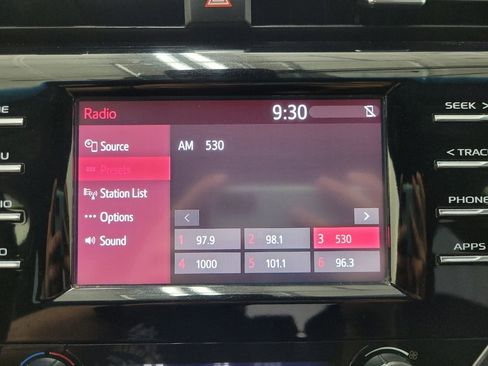 Radio 9:30
Source
AM 530
Presets
Station List
Options
Sound
1 97.9 2 98.1 3 530
4 1000 5 101.1 6 96.3
SEEK >
< TRACK
PHONE
APPS